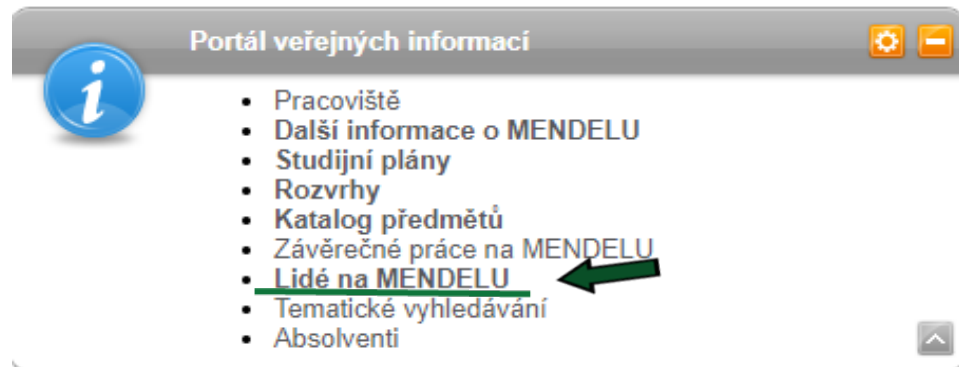 Portál veřejných informací
Pracoviště
Další informace o MENDELU
Studijní plány
Rozvrhy
Katalog předmětů
Závěrečné práce na MENDELU
Lidé na MENDELU
Tematické vyhledávání
Absolventi